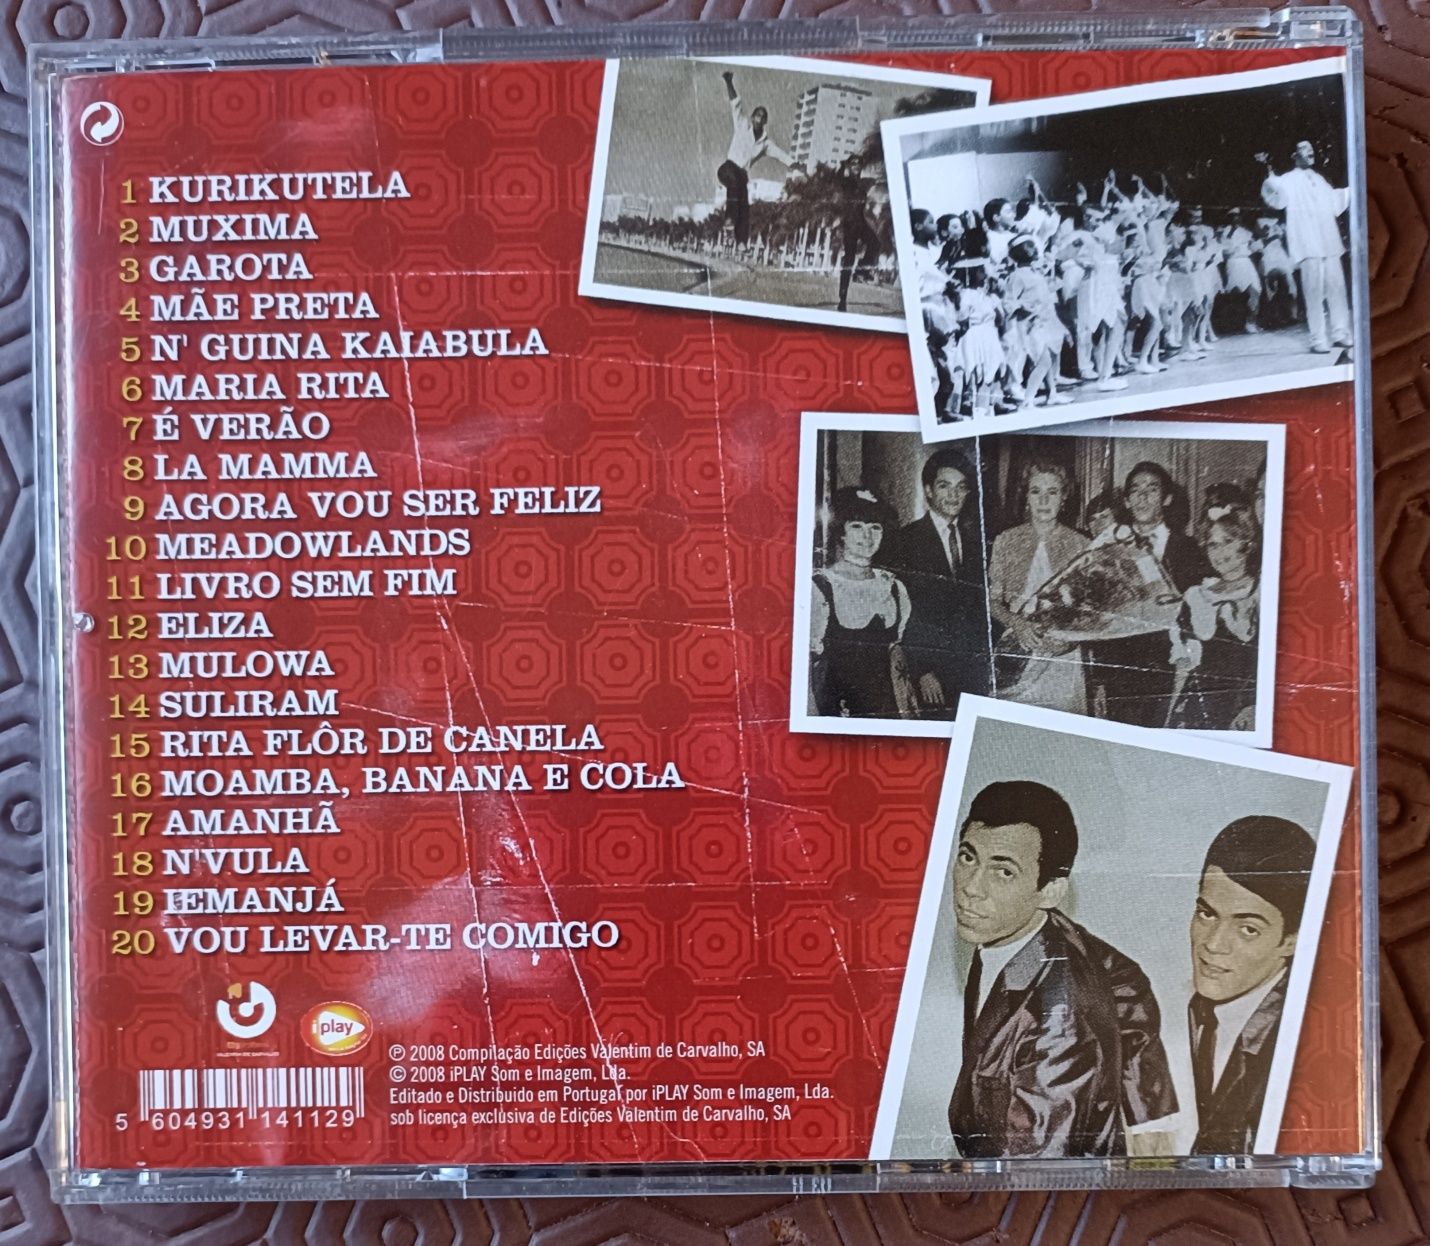 1 KURIKUTELA
2 MUXIMA
3 GAROTA
4 MÃE PRETA
5 N' GUINA KAIABULA
6 MARIA RITA
7 É VERÃO
8 LA MAMMA
9 AGORA VOU SER FELIZ
10 MEADOWLANDS
11 LIVRO SEM FIM
12 ELIZA
13 MULOWA
14 SULIRAM
15 RITA FLÔR DE CANELA
16 MOAMBA, BANANA E COLA
17 AMANHÃ
18 N'VULA
19 IEMANJÁ
20 VOU LEVAR-TE COMIGO
VALENTIM DE CARVALHO
iplay
℗ 2008 Compilação Edições Valentim de Carvalho, SA
© 2008 iPLAY Som e Imagem, Lda.
Editado e Distribuido em Portugal por iPLAY Som e Imagem, Lda.
sob licença exclusiva de Edições Valentim de Carvalho, SA
5 604931 141129